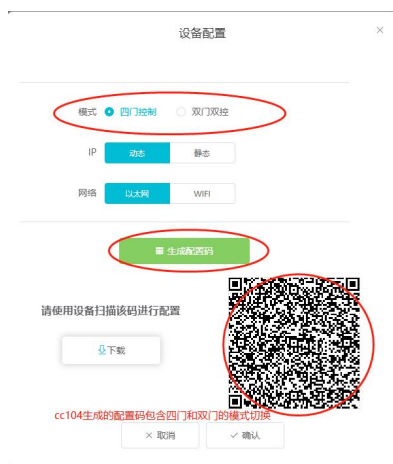 设备配置
模式 四门控制 双门双控
IP 动态 静态
网络 以太网 WIFI
生成配置码
请使用设备扫描该码进行配置
下载
cc104生成的配置码包含四门和双门的模式切换
× 取消 ✓ 确认